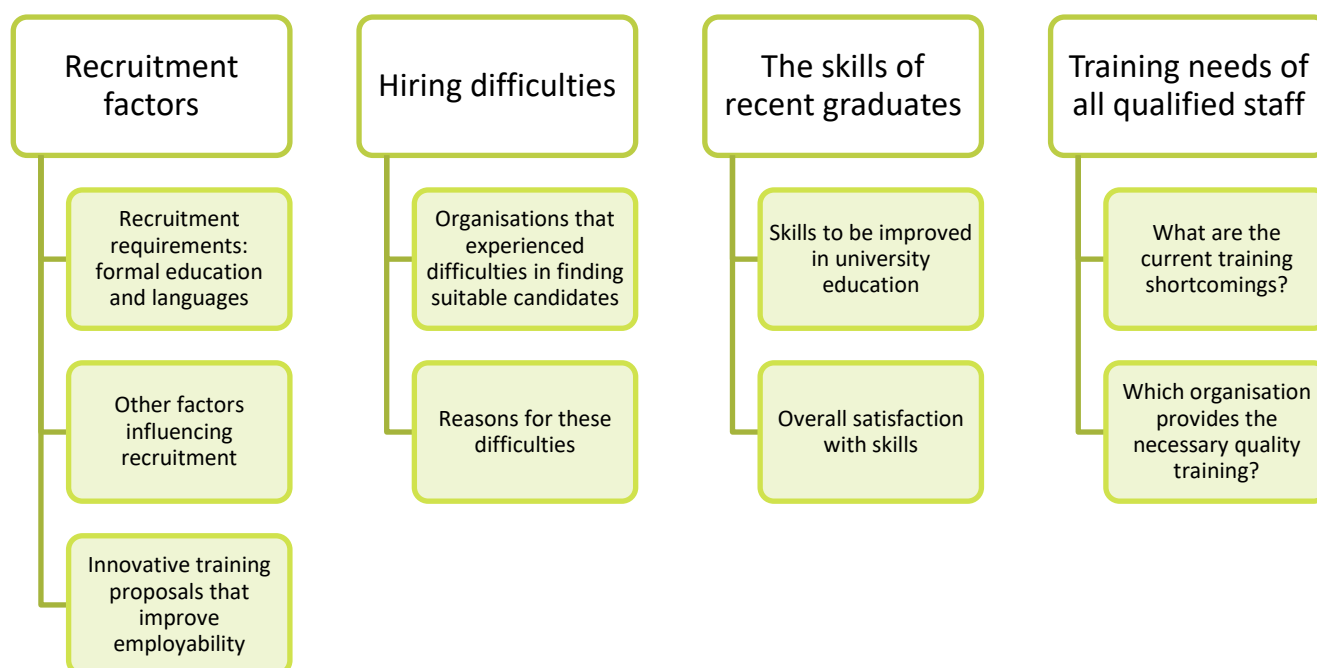 Recruitment
factors
Recruitment
requirements:
formal education
and languages
Other factors
influencing
recruitment
Innovative training
proposals that
improve
employability
Hiring difficulties
Organisations that
experienced
difficulties in finding
suitable candidates
Reasons for these
difficulties
The skills of
recent graduates
Skills to be improved
in university
education
Overall satisfaction
with skills
Training needs of
all qualified staff
What are the
current training
shortcomings?
Which organisation
provides the
necessary quality
training?